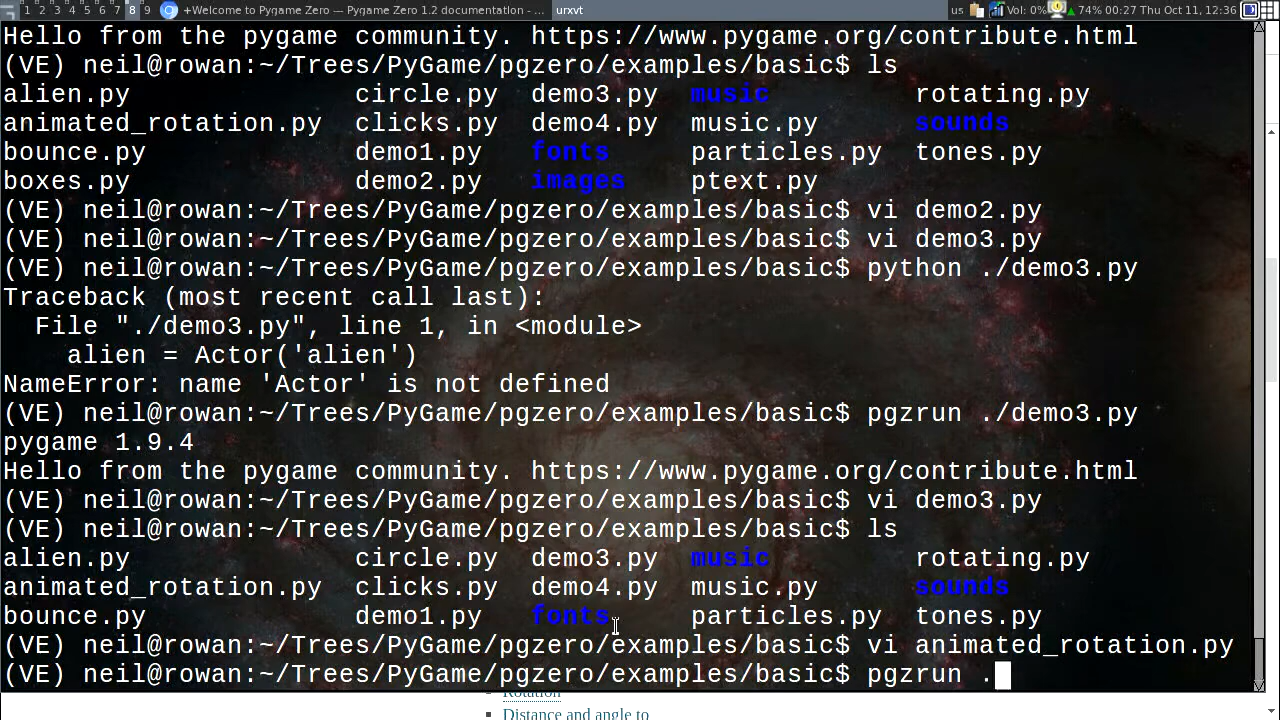 1 2 3 4 5 6 7 8 9 +Welcome to Pygame Zero — Pygame Zero 1.2 documentation - ... urxvt us Vol: 0% 74% 00:27 Thu Oct 11, 12:36
Hello from the pygame community. https://www.pygame.org/contribute.html
(VE) neil@rowan:~/Trees/PyGame/pgzero/examples/basic$ ls
alien.py circle.py demo3.py music rotating.py
animated_rotation.py clicks.py demo4.py music.py sounds
bounce.py demo1.py fonts particles.py tones.py
boxes.py demo2.py images ptext.py
(VE) neil@rowan:~/Trees/PyGame/pgzero/examples/basic$ vi demo2.py
(VE) neil@rowan:~/Trees/PyGame/pgzero/examples/basic$ vi demo3.py
(VE) neil@rowan:~/Trees/PyGame/pgzero/examples/basic$ python ./demo3.py
Traceback (most recent call last):
File "./demo3.py", line 1, in <module>
alien = Actor('alien')
NameError: name 'Actor' is not defined
(VE) neil@rowan:~/Trees/PyGame/pgzero/examples/basic$ pgzrun ./demo3.py
pygame 1.9.4
Hello from the pygame community. https://www.pygame.org/contribute.html
(VE) neil@rowan:~/Trees/PyGame/pgzero/examples/basic$ vi demo3.py
(VE) neil@rowan:~/Trees/PyGame/pgzero/examples/basic$ ls
alien.py circle.py demo3.py music rotating.py
animated_rotation.py clicks.py demo4.py music.py sounds
bounce.py demo1.py fonts particles.py tones.py
(VE) neil@rowan:~/Trees/PyGame/pgzero/examples/basic$ vi animated_rotation.py
(VE) neil@rowan:~/Trees/PyGame/pgzero/examples/basic$ pgzrun .
Rotation
Distance and angle to